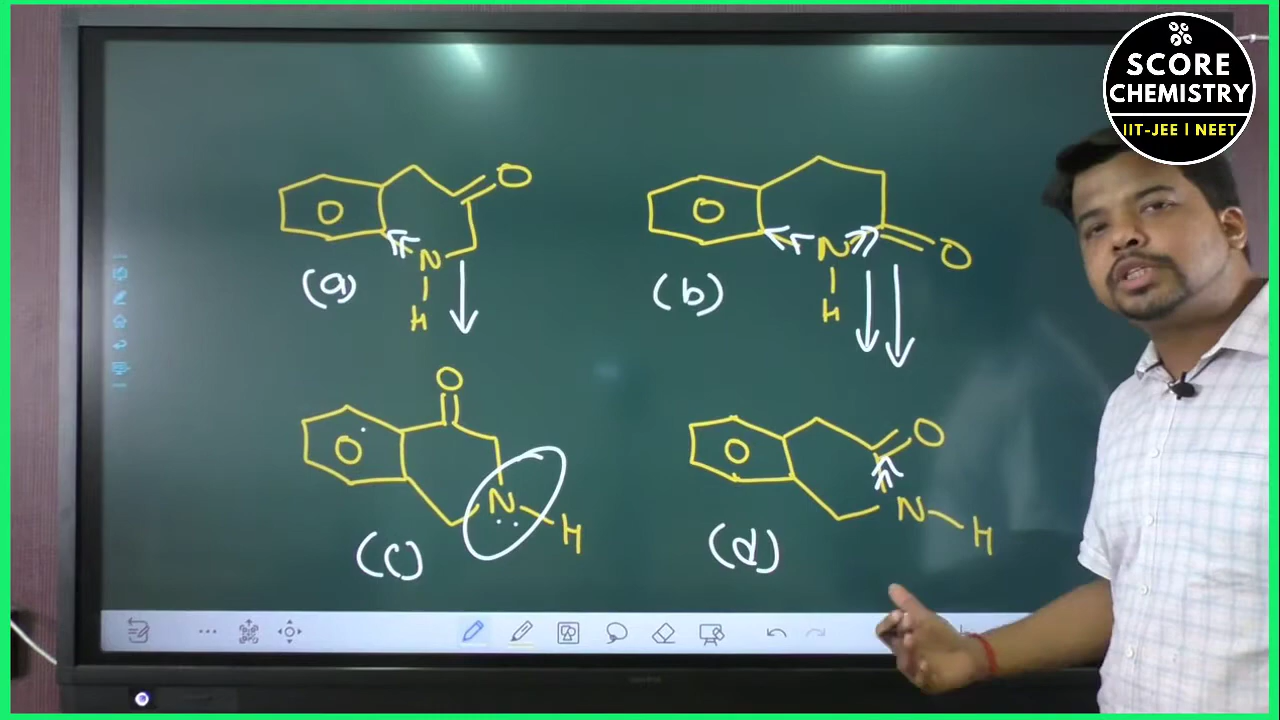 SCORE
CHEMISTRY
IIT-JEE | NEET
O
O
N
H
(a)
O
N
O
H
(b)
O
O
N
H
(c)
O
O
N
H
(d)